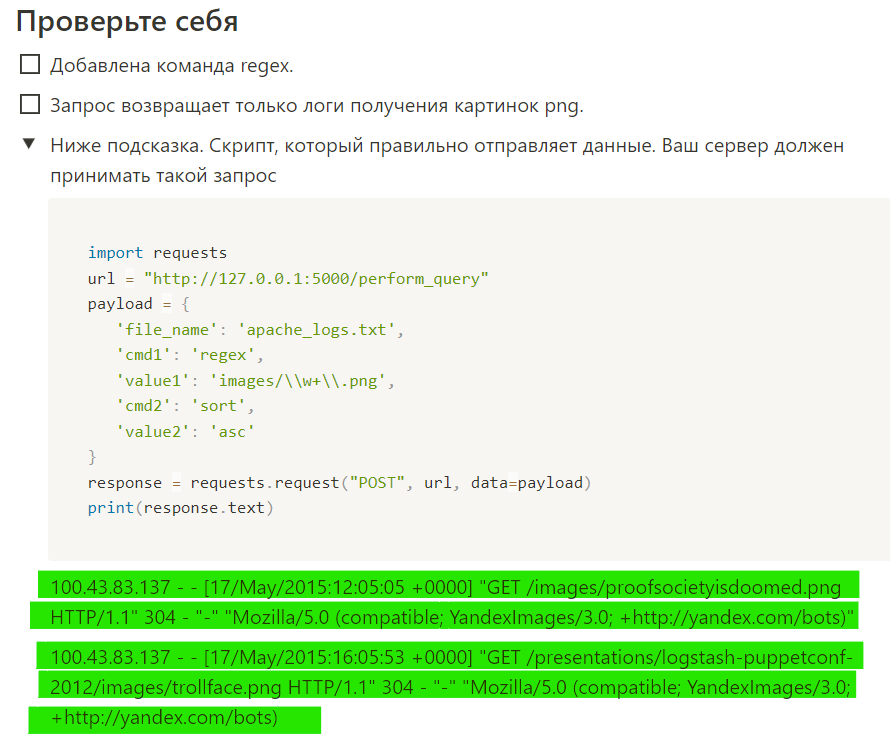 Проверьте себя
Добавлена команда regex.
Запрос возвращает только логи получения картинок png.
Ниже подсказка. Скрипт, который правильно отправляет данные. Ваш сервер должен
принимать такой запрос
import requests
url = "http://127.0.0.1:5000/perform_query"
payload = {
'file_name': 'apache_logs.txt',
'cmd1': 'regex',
'value1': 'images/\\w+\\.png',
'cmd2': 'sort',
'value2': 'asc'
}
response = requests.request("POST", url, data=payload)
print(response.text)
100.43.83.137 - - [17/May/2015:12:05:05 +0000] "GET /images/proofsocietyisdoomed.png
HTTP/1.1" 304 - "-" "Mozilla/5.0 (compatible; YandexImages/3.0; +http://yandex.com/bots)"
100.43.83.137 - - [17/May/2015:16:05:53 +0000] "GET /presentations/logstash-puppetconf-
2012/images/trollface.png HTTP/1.1" 304 - "-" "Mozilla/5.0 (compatible; YandexImages/3.0;
+http://yandex.com/bots)